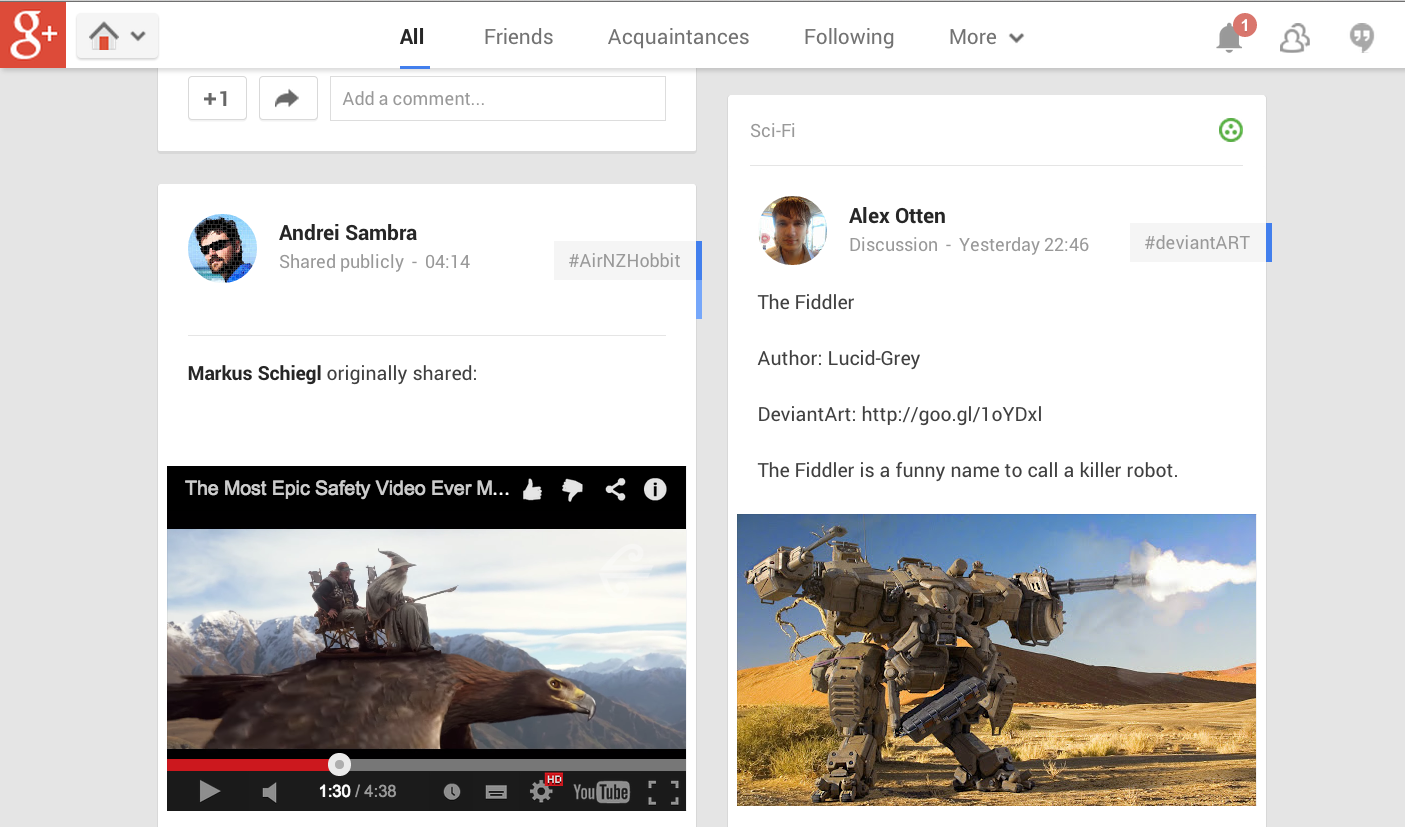 g+
All
Friends
Acquaintances
Following
More
1
+1
Add a comment...
Andrei Sambra
Shared publicly - 04:14
#AirNZHobbit
Markus Schiegl originally shared:
The Most Epic Safety Video Ever M...
1:30 / 4:38
HD
YouTube
Sci-Fi
Alex Otten
Discussion - Yesterday 22:46
#deviantART
The Fiddler
Author: Lucid-Grey
DeviantArt: http://goo.gl/1oYDxl
The Fiddler is a funny name to call a killer robot.